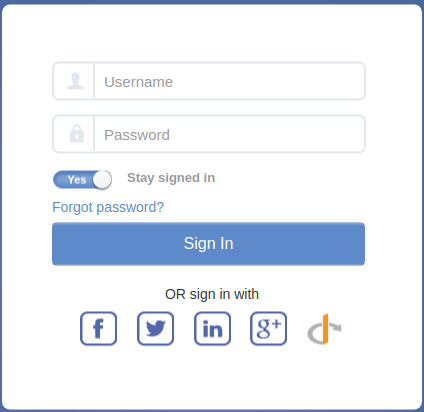 Username
Password
Yes Stay signed in
Forgot password?
Sign In
OR sign in with
f in g+